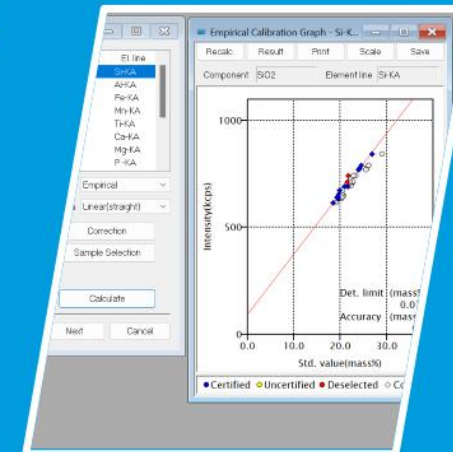 El line
Si-KA
Al-KA
Fe-KA
Mn-KA
Ti-KA
Ca-KA
Mg-KA
P -KA
Empirical
Linear(straight)
Correction
Sample Selection
Calculate
Next Cancel
Empirical Calibration Graph - Si-K...
Recalc Result Print Scale Save
Component SiO2 Element line Si-KA
Intensity(kcps)
1000
500
0
0.0 10.0 20.0 30.0
Det. limit (mass%
Accuracy (mass
Std. value(mass%)
Certified Uncertified Deselected